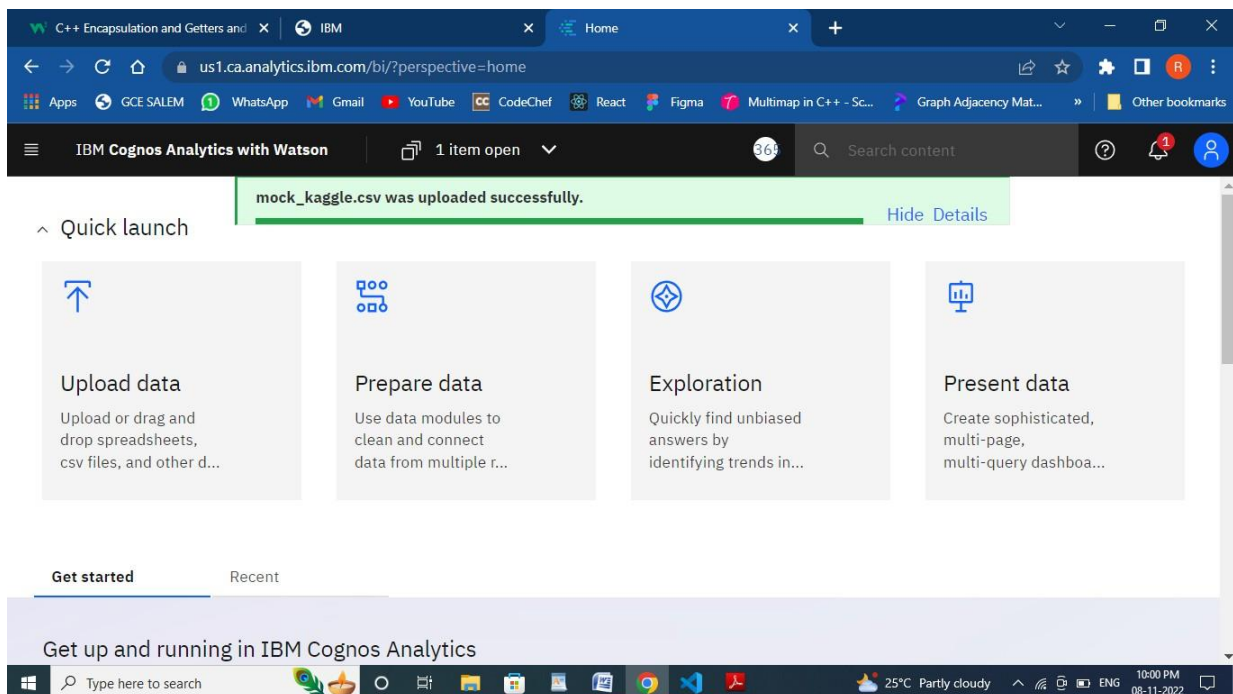 C++ Encapsulation and Getters and
IBM
Home
us1.ca.analytics.ibm.com/bi/?perspective=home
R
Apps
GCE SALEM
1
WhatsApp
Gmail
YouTube
CC
CodeChef
React
Figma
Multimap in C++ - Sc...
Graph Adjacency Mat...
»
Other bookmarks
IBM Cognos Analytics with Watson
1 item open
365
Search content
1
mock_kaggle.csv was uploaded successfully.
Hide Details
Quick launch
Upload data
Upload or drag and
drop spreadsheets,
csv files, and other d...
Prepare data
Use data modules to
clean and connect
data from multiple r...
Exploration
Quickly find unbiased
answers by
identifying trends in...
Present data
Create sophisticated,
multi-page,
multi-query dashboa...
Get started
Recent
Get up and running in IBM Cognos Analytics
Type here to search
25°C Partly cloudy
ENG
10:00 PM
08-11-2022